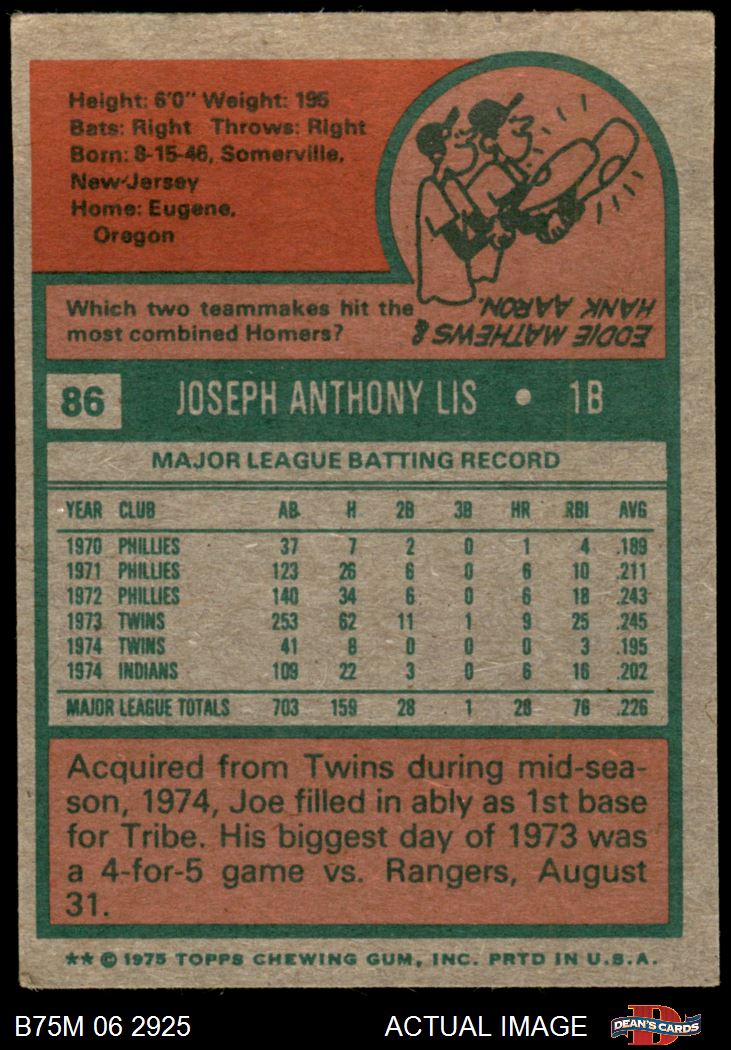 Height: 6'0" Weight: 195
Bats: Right Throws: Right
Born: 8-15-46, Somerville,
New Jersey
Home: Eugene,
Oregon
Which two teammakes hit the
most combined Homers?
EDDIE MATHEWS &
HANK AARON.
86 JOSEPH ANTHONY LIS • 1B
MAJOR LEAGUE BATTING RECORD
YEAR CLUB AB H 2B 3B HR RBI AVG
1970 PHILLIES 37 7 2 0 1 4 .189
1971 PHILLIES 123 26 6 0 6 10 .211
1972 PHILLIES 140 34 6 0 6 18 .243
1973 TWINS 253 62 11 1 9 25 .245
1974 TWINS 41 8 0 0 0 3 .195
1974 INDIANS 109 22 3 0 6 16 .202
MAJOR LEAGUE TOTALS 703 159 28 1 28 76 .226
Acquired from Twins during mid-sea-
son, 1974, Joe filled in ably as 1st base
for Tribe. His biggest day of 1973 was
a 4-for-5 game vs. Rangers, August
31.
** © 1975 TOPPS CHEWING GUM, INC. PRTD IN U.S.A.
B75M 06 2925 ACTUAL IMAGE
D
DEAN'S CARDS